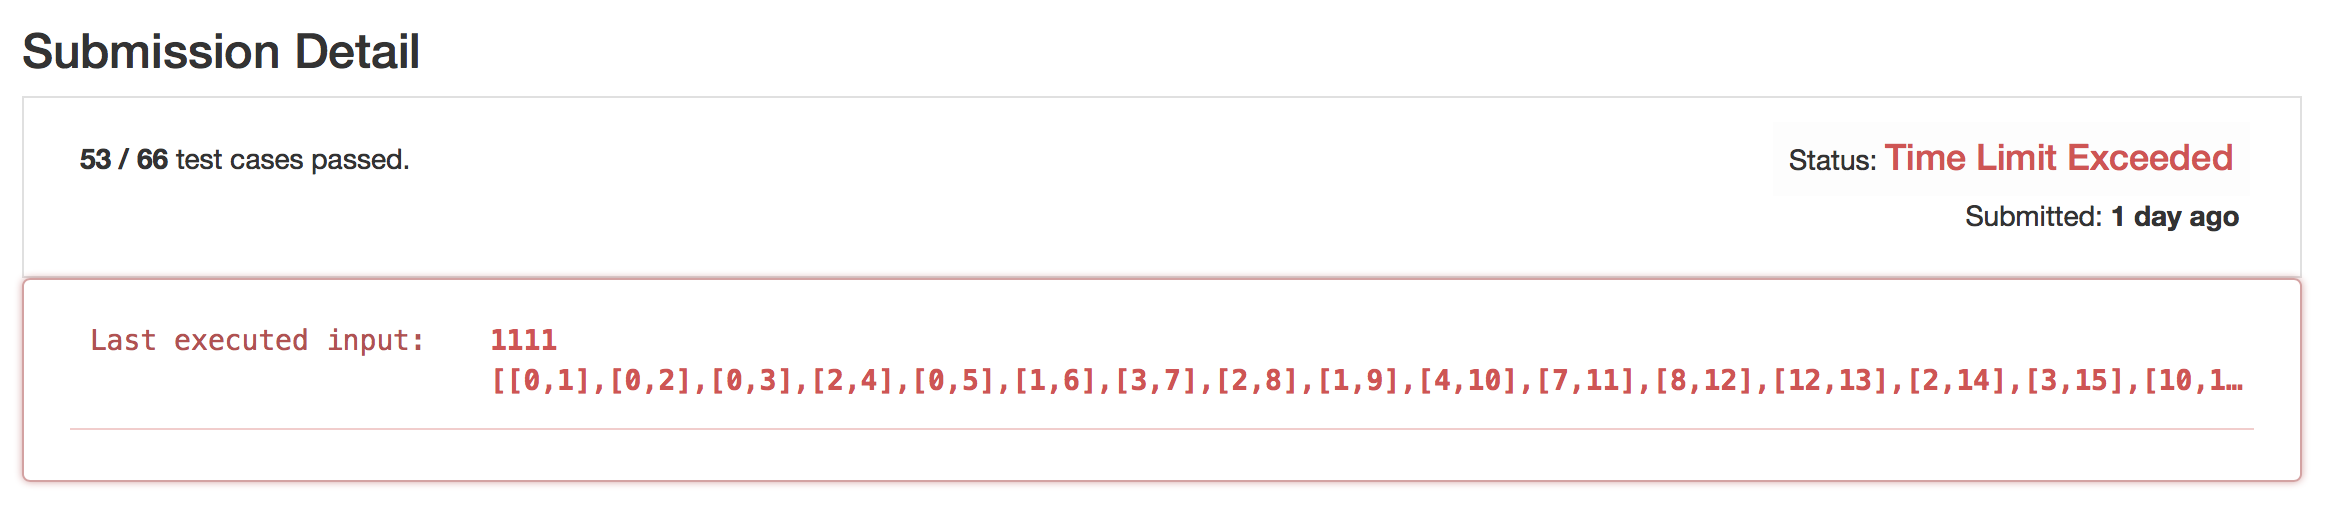 Submission Detail
53 / 66 test cases passed.
Status: Time Limit Exceeded
Submitted: 1 day ago
Last executed input: 1111
[[0,1],[0,2],[0,3],[2,4],[0,5],[1,6],[3,7],[2,8],[1,9],[4,10],[7,11],[8,12],[12,13],[2,14],[3,15],[10,1…